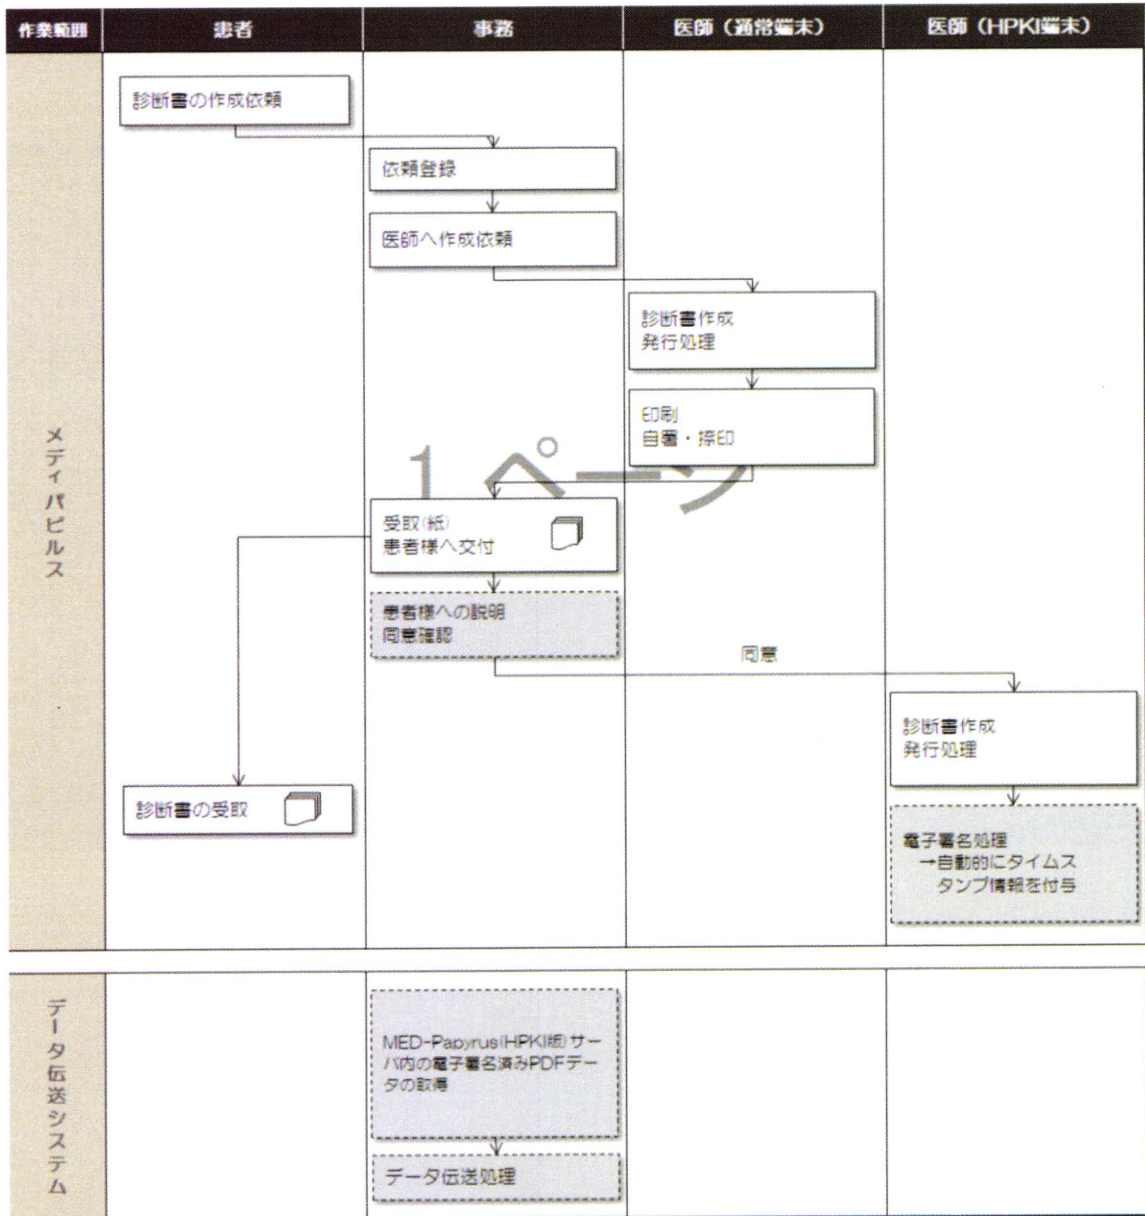 作業範囲
患者
事務
医師（通常端末）
医師（HPKI端末）
メディパピルス
診断書の作成依頼
依頼登録
医師へ作成依頼
診断書作成
発行処理
印刷
自署・捺印
1 ページ
受取(紙)
患者様へ交付
患者様への説明
同意確認
同意
診断書作成
発行処理
診断書の受取
電子署名処理
→自動的にタイムス
タンプ情報を付与
データ伝送システム
MED-Papyrus(HPKI版)サー
バ内の電子署名済みPDFデー
タの取得
データ伝送処理